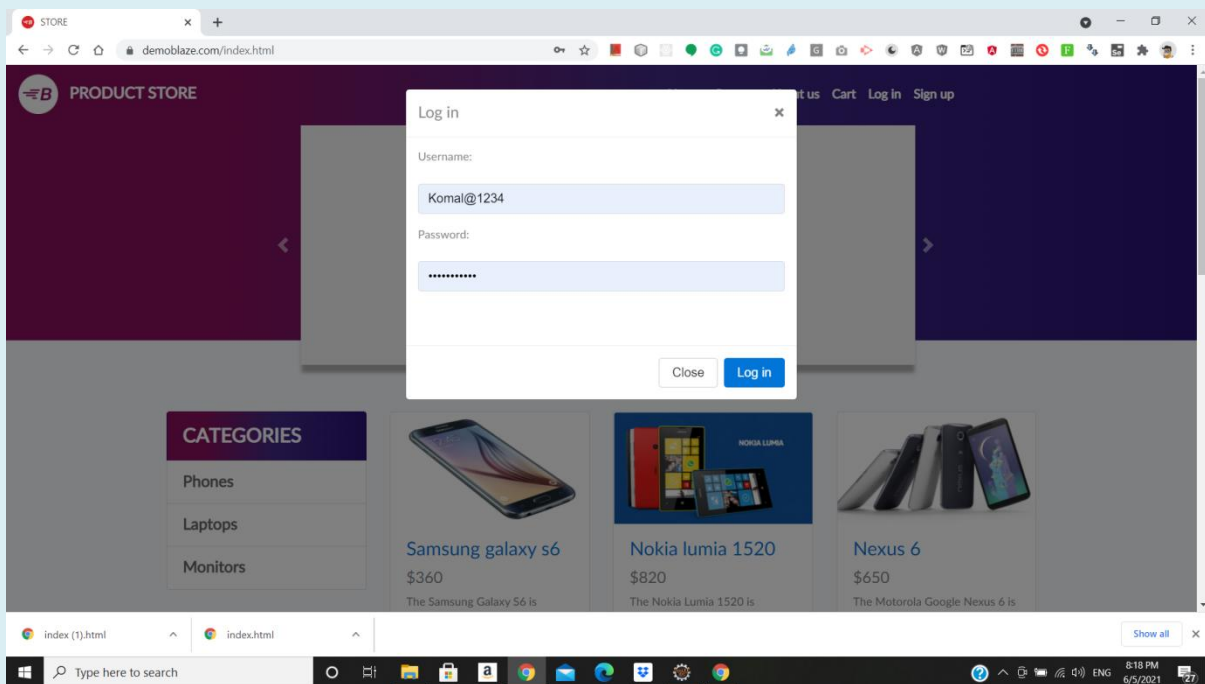 STORE
demoblaze.com/index.html
PRODUCT STORE
t us Cart Log in Sign up
Log in
Username:
Komal@1234
Password:
•••••••••••
Close Log in
CATEGORIES
Phones
Laptops
Monitors
NOKIA LUMIA
Samsung galaxy s6
$360
The Samsung Galaxy S6 is
Nokia lumia 1520
$820
The Nokia Lumia 1520 is
Nexus 6
$650
The Motorola Google Nexus 6 is
index (1).html
index.html
Show all
Type here to search
ENG
8:18 PM
6/5/2021
27